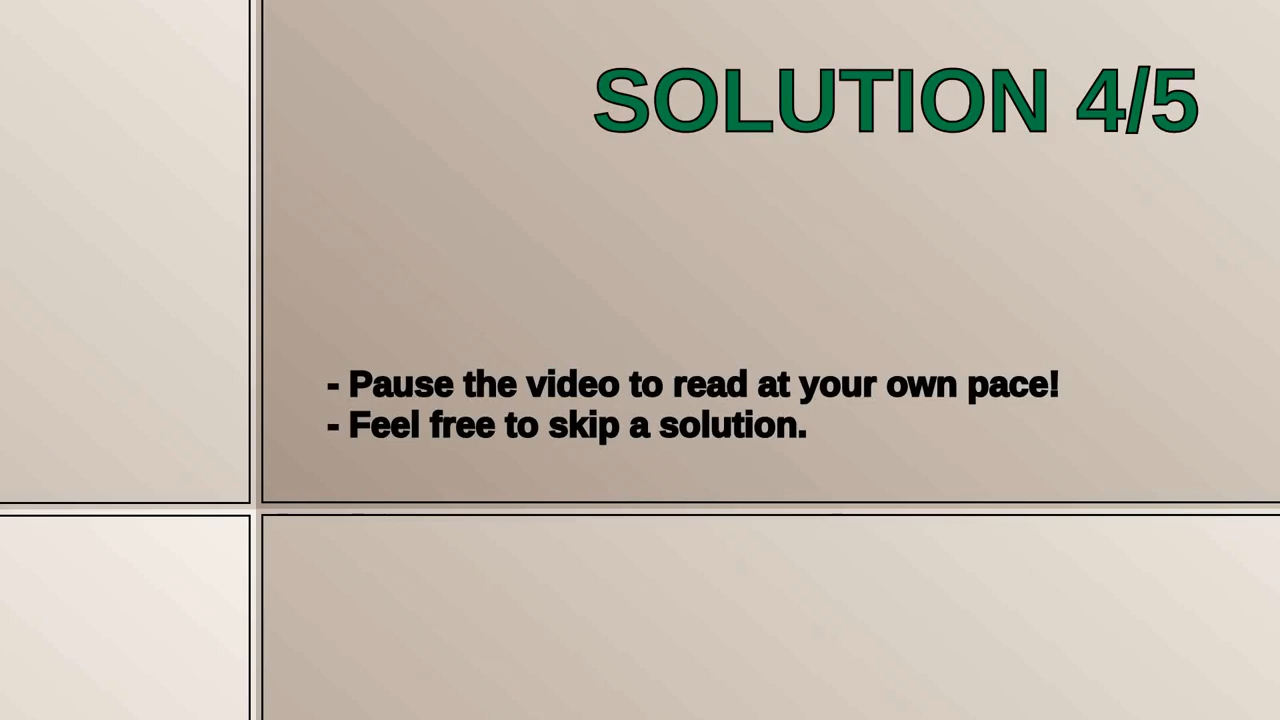 SOLUTION 4/5
- Pause the video to read at your own pace!
- Feel free to skip a solution.